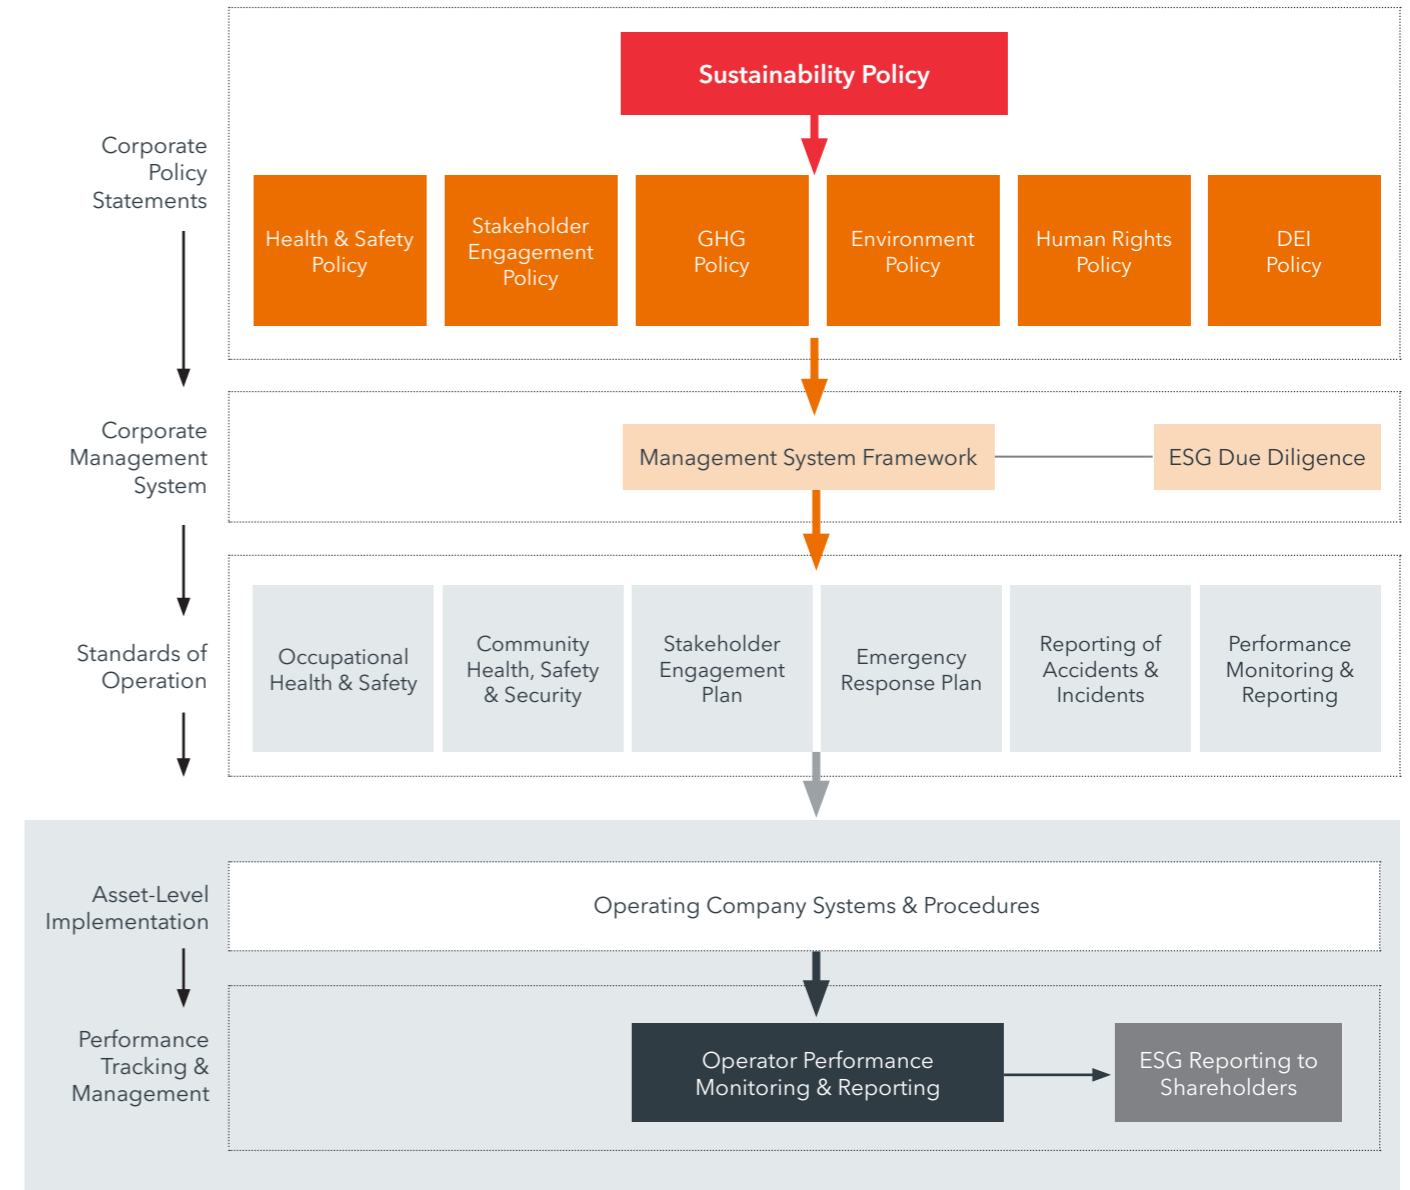 Sustainability Policy
Corporate
Policy
Statements
Health & Safety
Policy
Stakeholder
Engagement
Policy
GHG
Policy
Environment
Policy
Human Rights
Policy
DEI
Policy
Corporate
Management
System
Management System Framework
ESG Due Diligence
Standards of
Operation
Occupational
Health & Safety
Community
Health, Safety
& Security
Stakeholder
Engagement
Plan
Emergency
Response Plan
Reporting of
Accidents &
Incidents
Performance
Monitoring &
Reporting
Asset-Level
Implementation
Operating Company Systems & Procedures
Performance
Tracking &
Management
Operator Performance
Monitoring & Reporting
ESG Reporting to
Shareholders